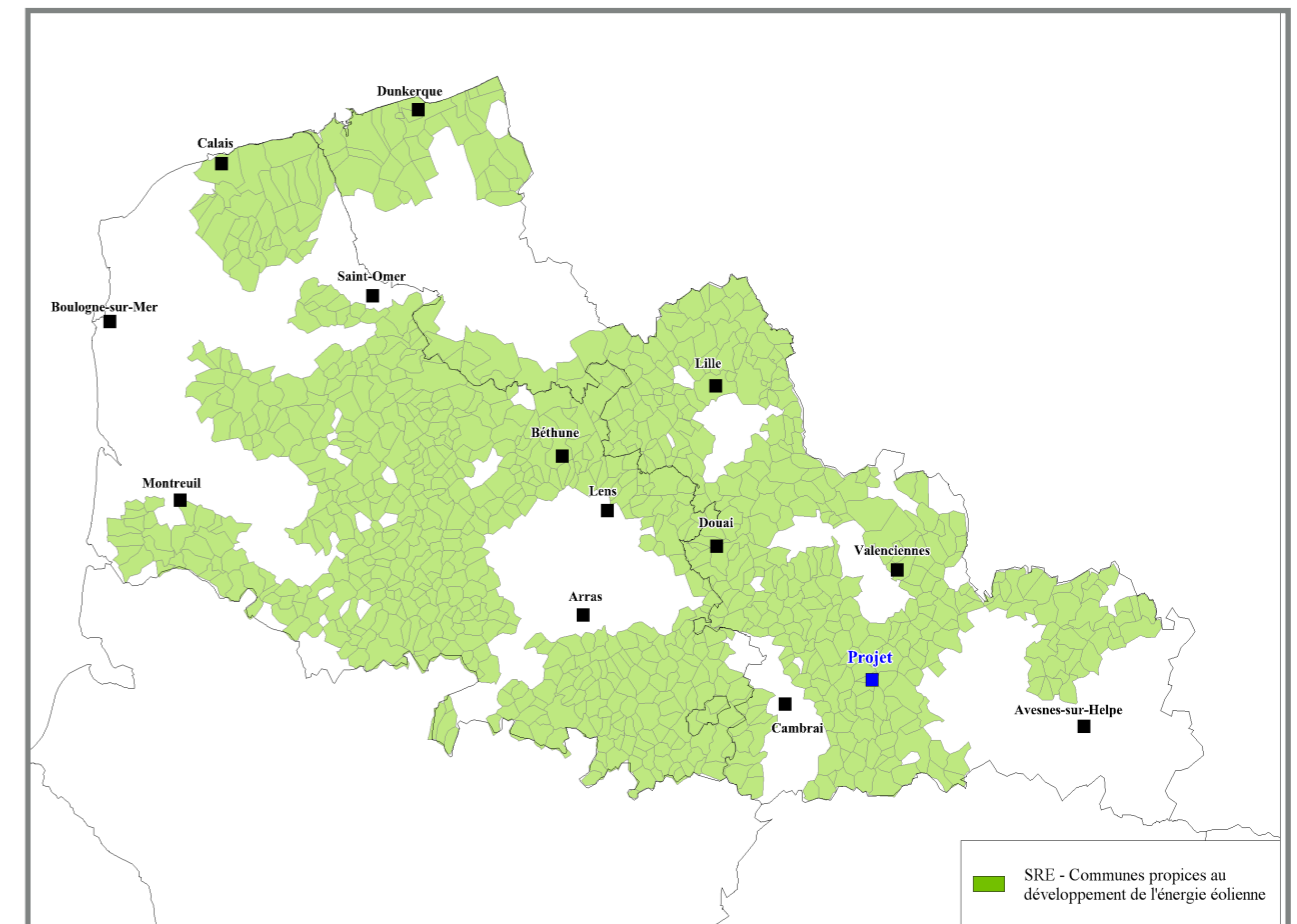 Dunkerque
Calais
Saint-Omer
Boulogne-sur-Mer
Lille
Béthune
Montreuil
Lens
Douai
Valenciennes
Arras
Projet
Avesnes-sur-Helpe
Cambrai
SRE - Communes propices au
développement de l'énergie éolienne